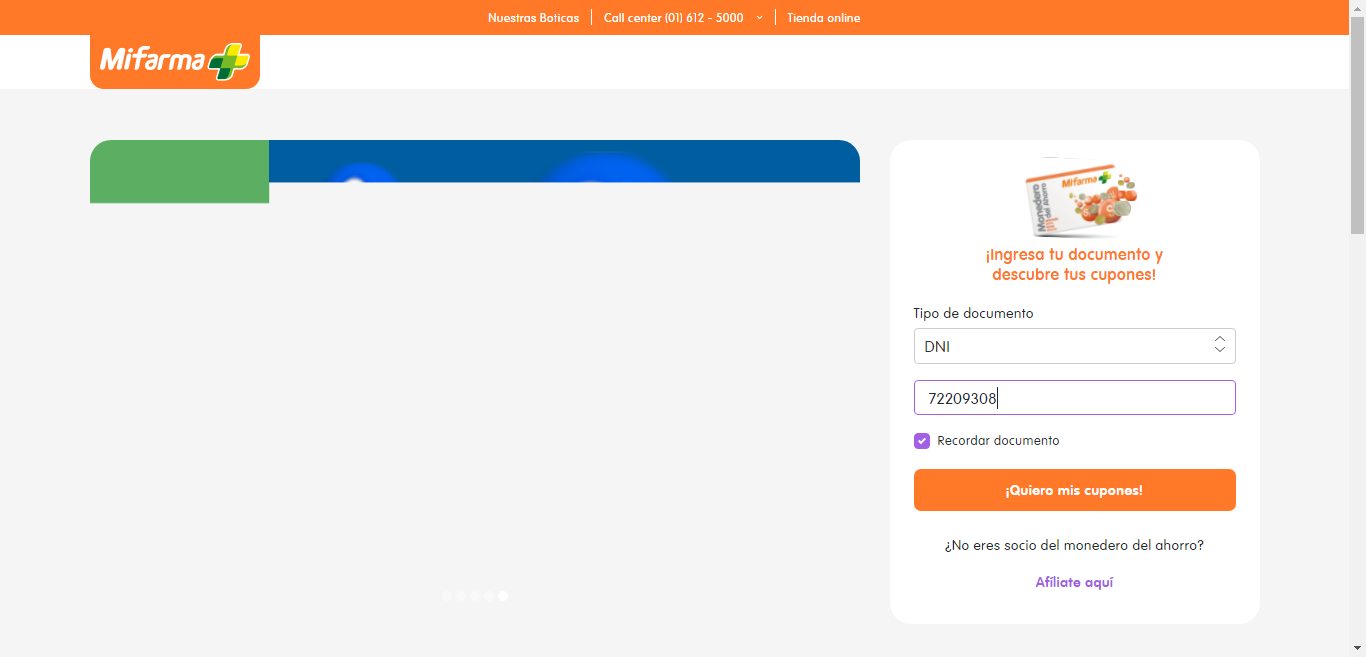 Nuestras Boticas
Call center (01) 612 - 5000
Tienda online
Mifarma
Mifarma
Monedero
del Ahorro
¡Ingresa tu documento y
descubre tus cupones!
Tipo de documento
DNI
72209308
Recordar documento
¡Quiero mis cupones!
¿No eres socio del monedero del ahorro?
Afíliate aquí